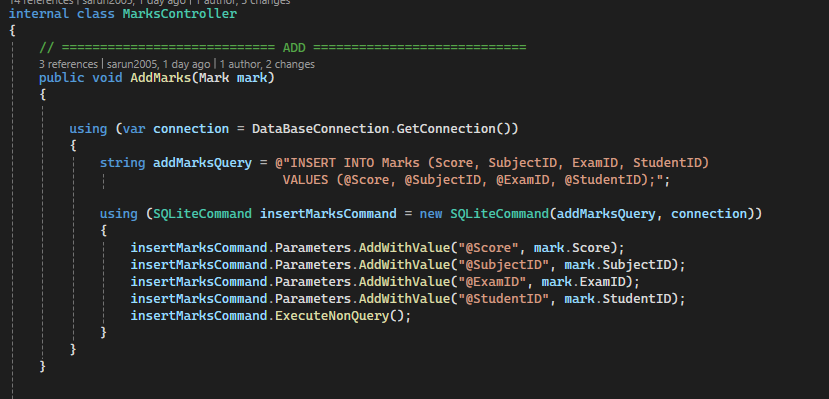 14 references | sarun2005, 1 day ago | 1 author, 3 changes
internal class MarksController
{
// ============================ ADD ============================
3 references | sarun2005, 1 day ago | 1 author, 2 changes
public void AddMarks(Mark mark)
{
using (var connection = DataBaseConnection.GetConnection())
{
string addMarksQuery = @"INSERT INTO Marks (Score, SubjectID, ExamID, StudentID)
VALUES (@Score, @SubjectID, @ExamID, @StudentID);";
using (SQLiteCommand insertMarksCommand = new SQLiteCommand(addMarksQuery, connection))
{
insertMarksCommand.Parameters.AddWithValue("@Score", mark.Score);
insertMarksCommand.Parameters.AddWithValue("@SubjectID", mark.SubjectID);
insertMarksCommand.Parameters.AddWithValue("@ExamID", mark.ExamID);
insertMarksCommand.Parameters.AddWithValue("@StudentID", mark.StudentID);
insertMarksCommand.ExecuteNonQuery();
}
}
}